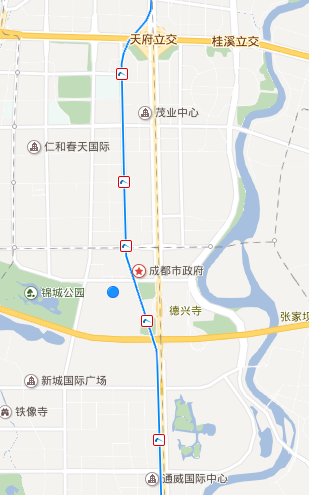 天府立交
桂溪立交
茂业中心
仁和春天国际
成都市政府
锦城公园
德兴寺
张家坝
新城国际广场
铁像寺
通威国际中心